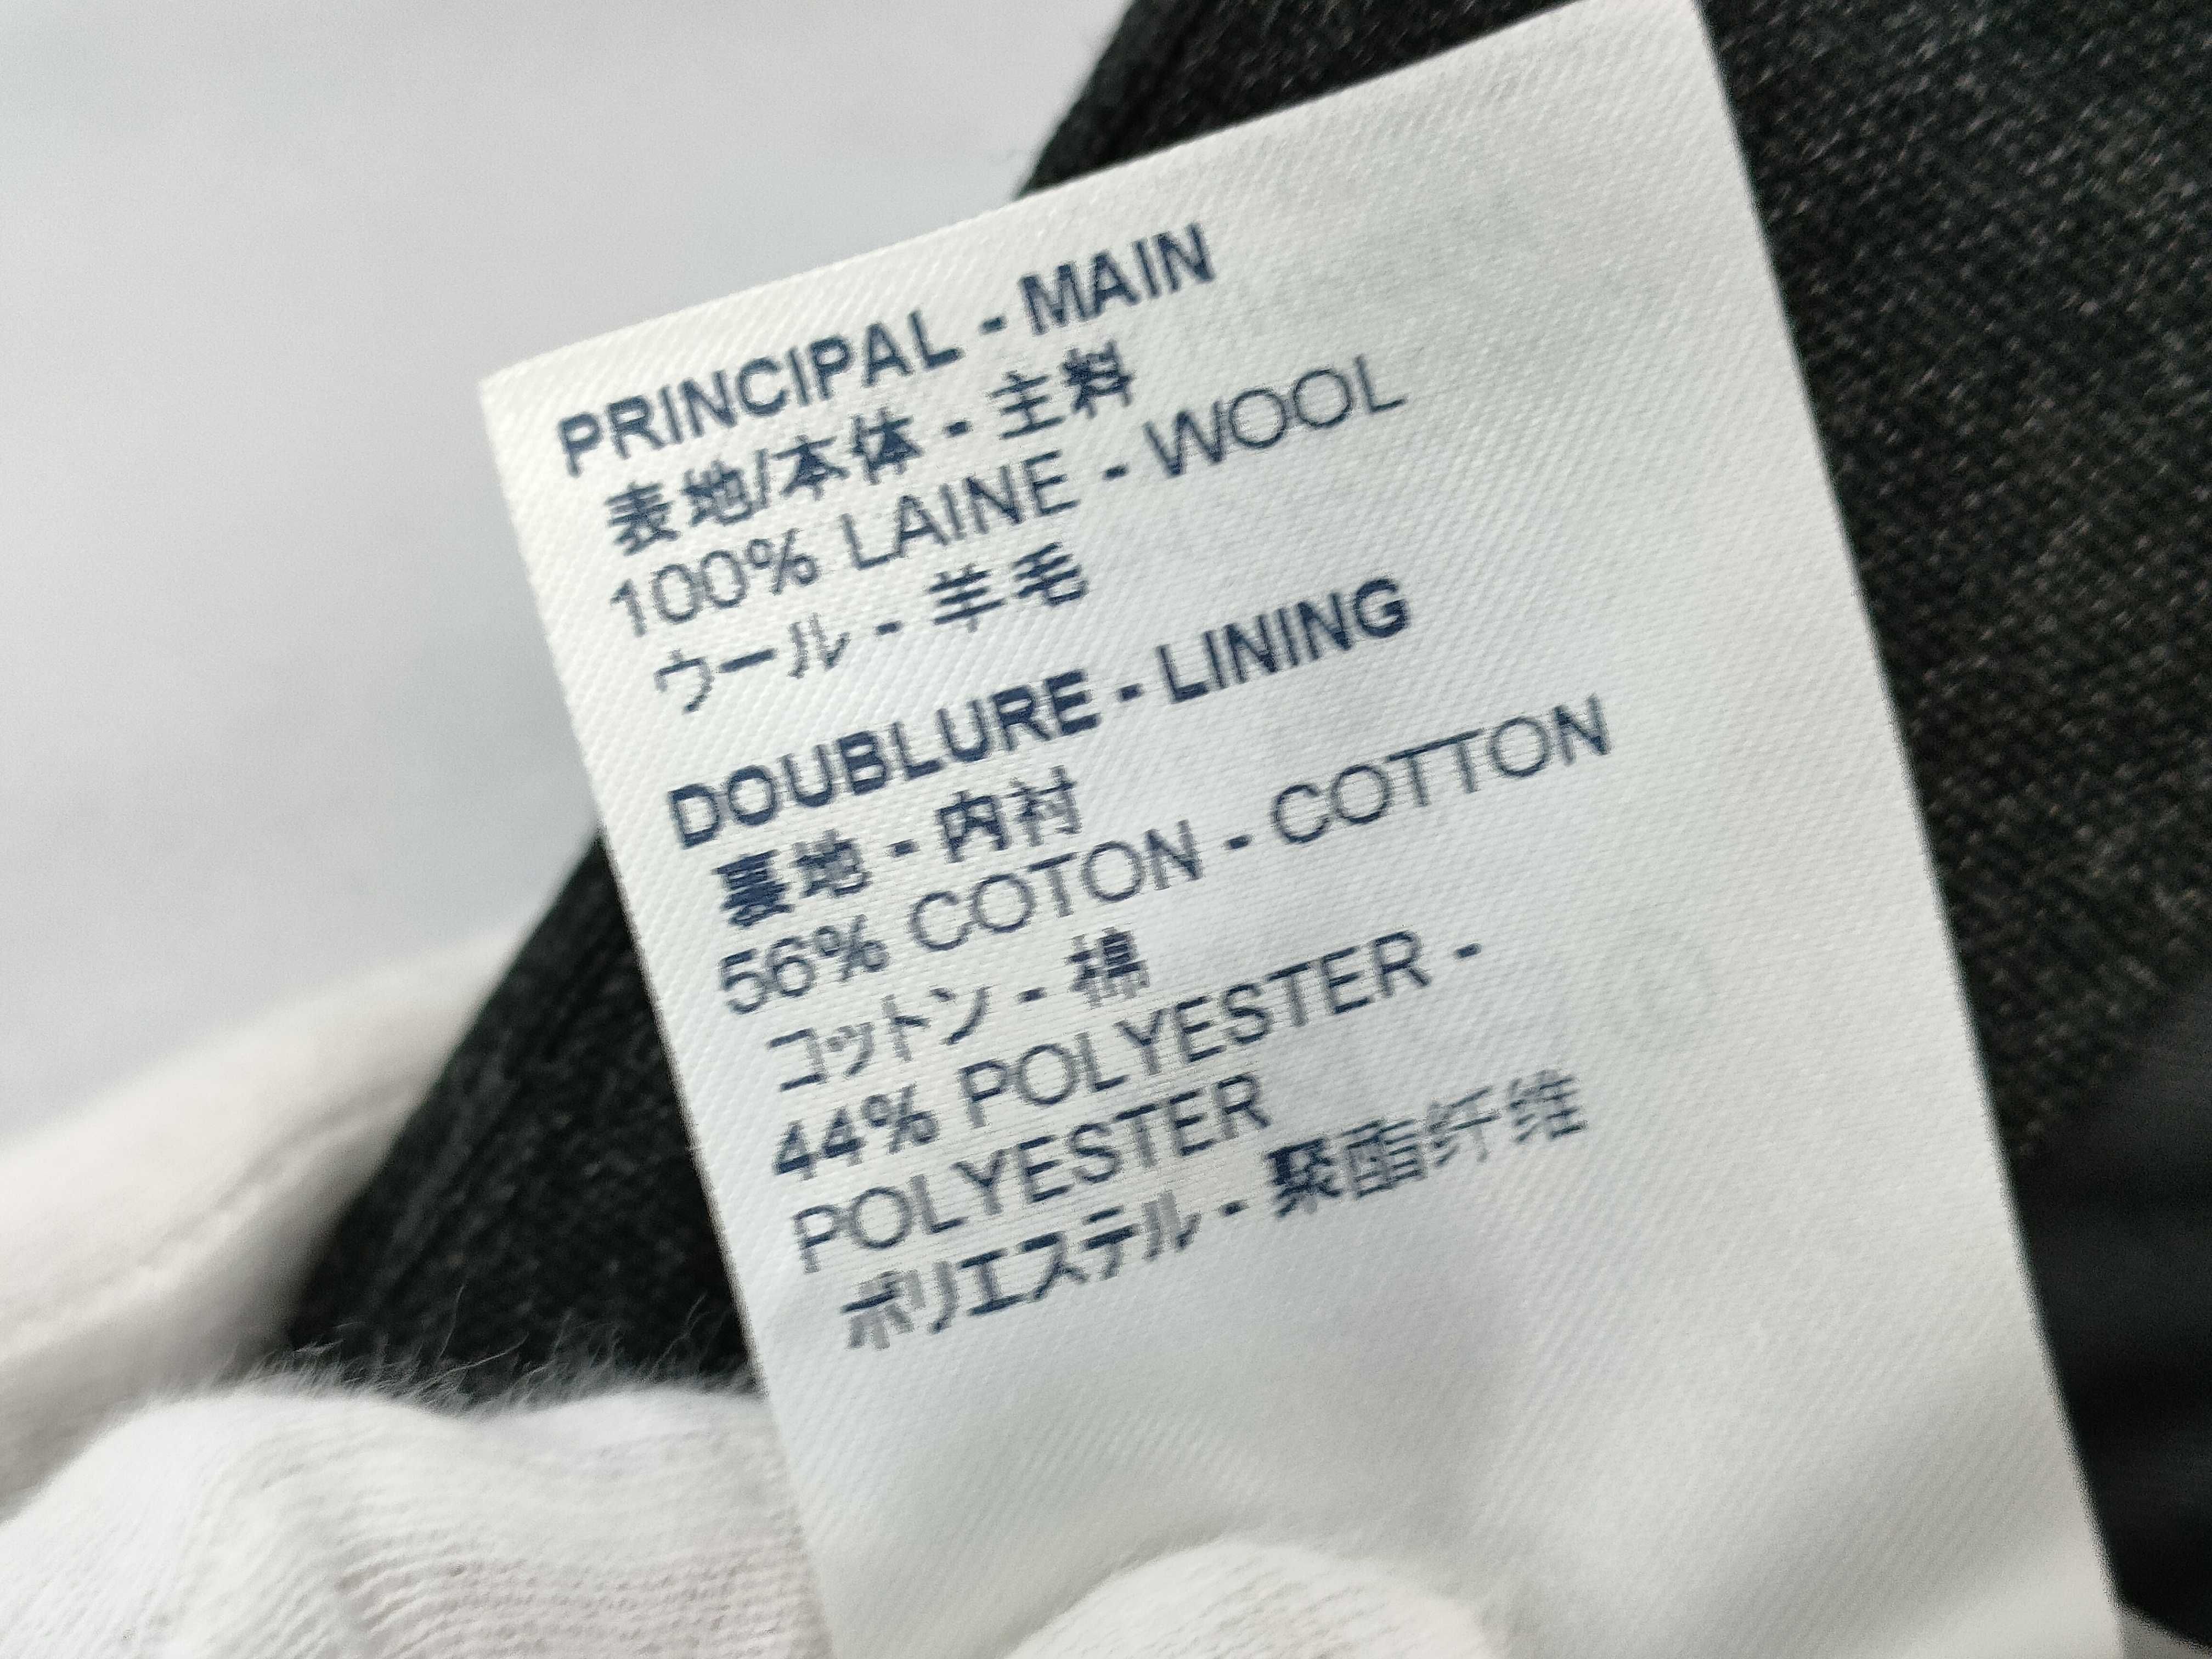 PRINCIPAL - MAIN
表地/本体 - 主料
100% LAINE - WOOL
ウール - 羊毛
DOUBLURE - LINING
裏地 - 内衬
56% COTON - COTTON
コットン - 棉
44% POLYESTER -
POLYESTER
ポリエステル - 聚酯纤维